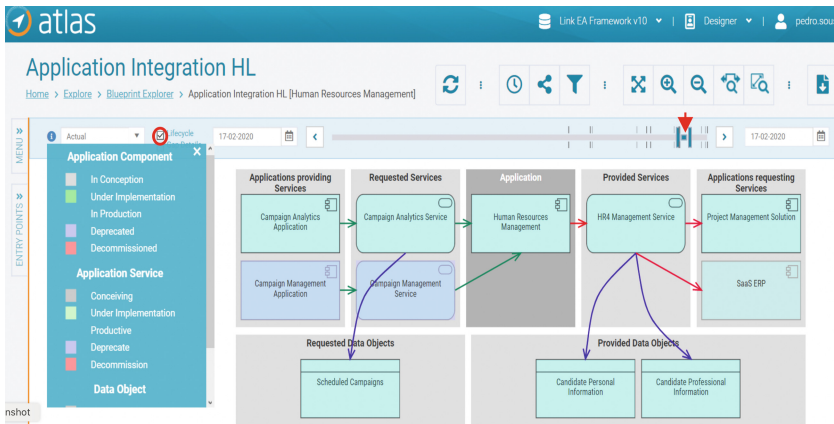 atlas
Link EA Framework v10
Designer
pedro.sou
Application Integration HL
Home > Explore > Blueprint Explorer > Application Integration HL [Human Resources Management]
MENU
ENTRY POINTS
Actual
Lifecycle
17-02-2020
17-02-2020
Application Component
In Conception
Under Implementation
In Production
Deprecated
Decommissioned
Application Service
Conceiving
Under Implementation
Productive
Deprecate
Decommission
Data Object
nshot
Applications providing
Services
Requested Services
Application
Provided Services
Applications requesting
Services
Campaign Analytics
Application
Campaign Analytics Service
Human Resources
Management
HR4 Management Service
Project Management Solution
Campaign Management
Application
Campaign Management
Service
SaaS ERP
Requested Data Objects
Provided Data Objects
Scheduled Campaigns
Candidate Personal
Information
Candidate Professional
Information